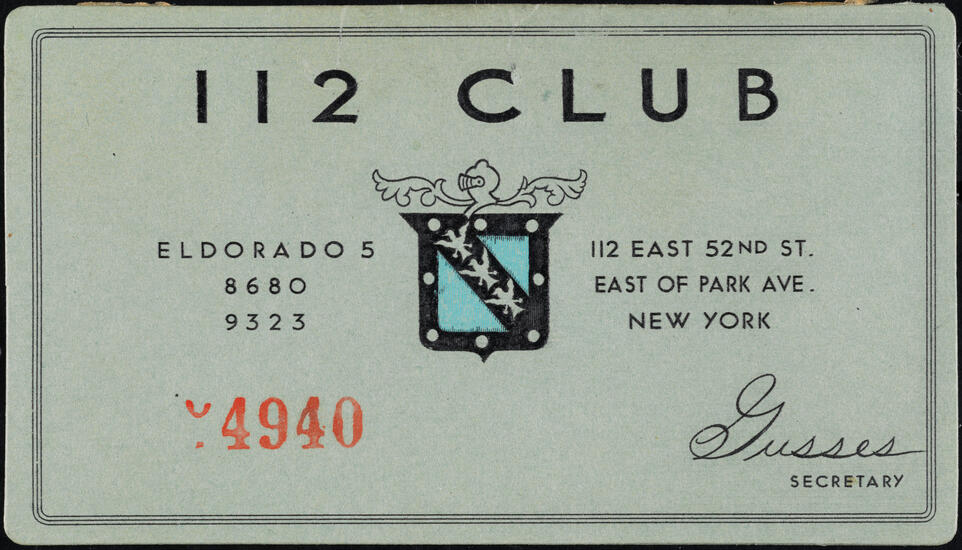 112 CLUB
ELDORADO 5
8680
9323
112 EAST 52ND ST.
EAST OF PARK AVE.
NEW YORK
4940
Gusses
SECRETARY